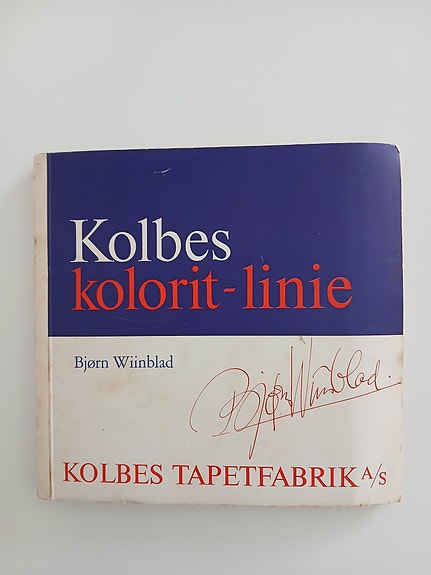 Kolbes
kolorit-linie
Bjørn Wiinblad
Bjørn Wiinblad.
KOLBES TAPETFABRIK A/S